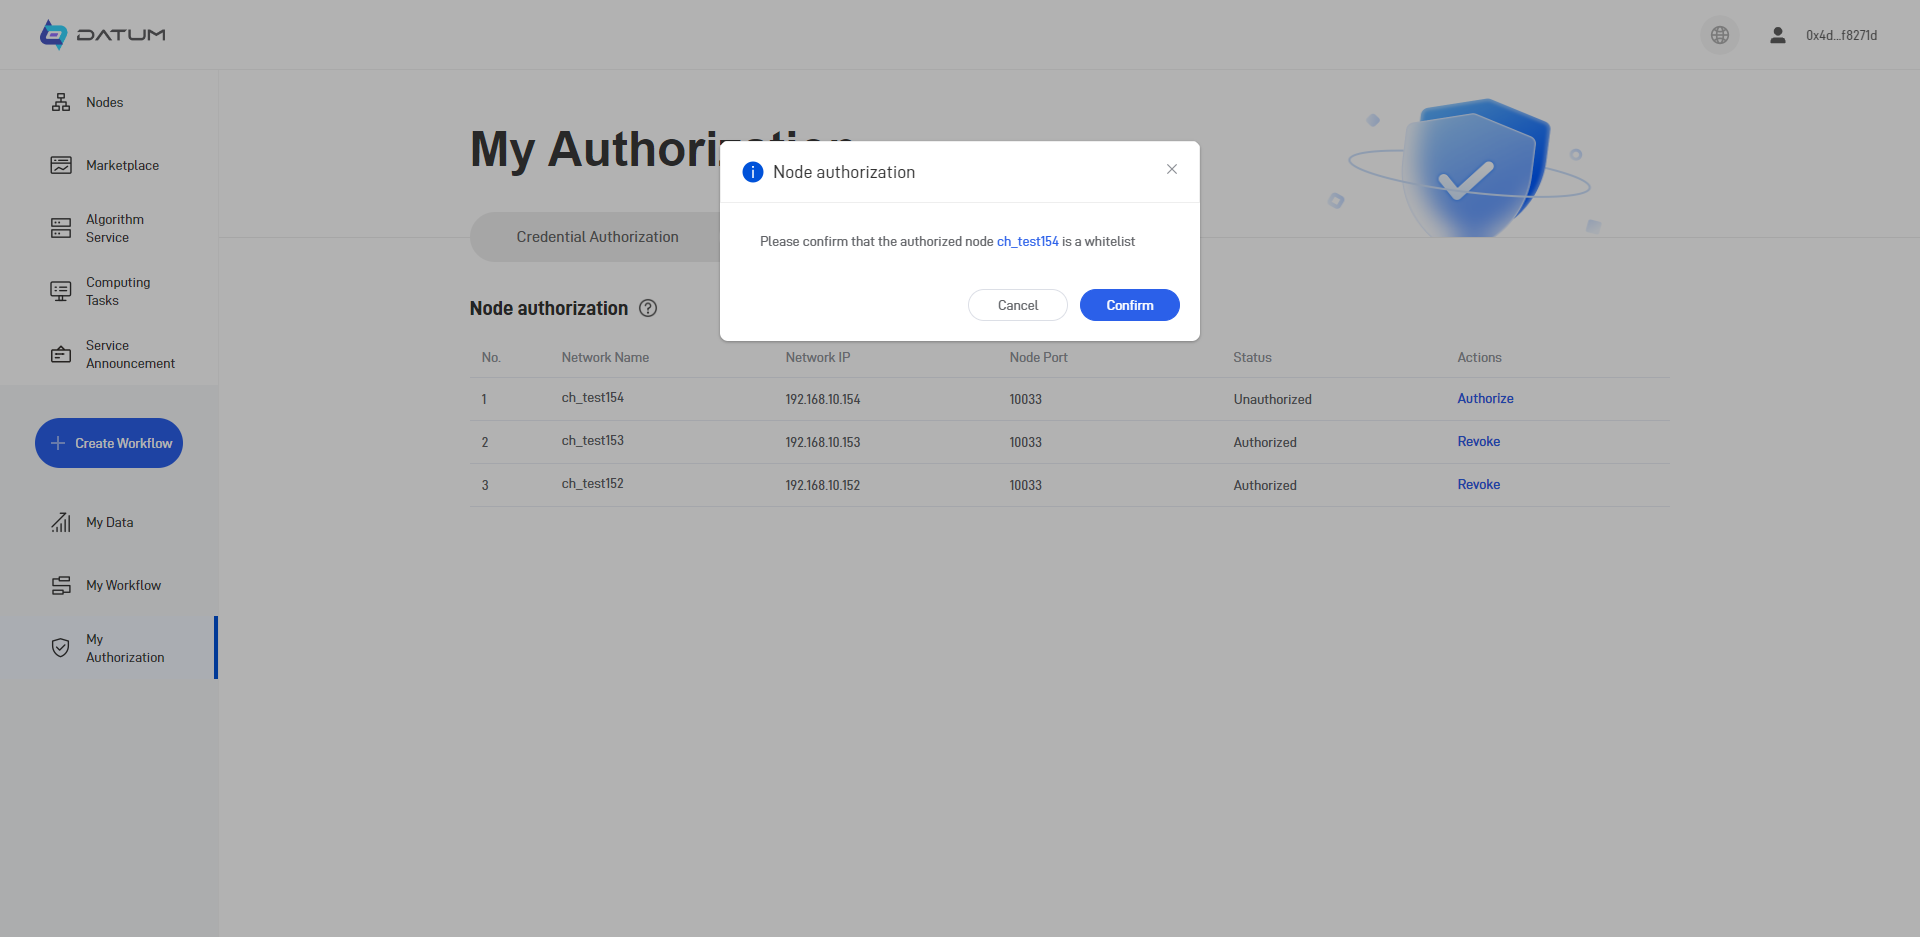 DATUM
0x4d...f8271d
Nodes
Marketplace
Algorithm
Service
Computing
Tasks
Service
Announcement
Create Workflow
My Data
My Workflow
My
Authorization
My Authorization
Credential Authorization
Node authorization
Please confirm that the authorized node ch_test154 is a whitelist
Cancel
Confirm
Node authorization
No. Network Name Network IP Node Port Status Actions
1 ch_test154 192.168.10.154 10033 Unauthorized Authorize
2 ch_test153 192.168.10.153 10033 Authorized Revoke
3 ch_test152 192.168.10.152 10033 Authorized Revoke